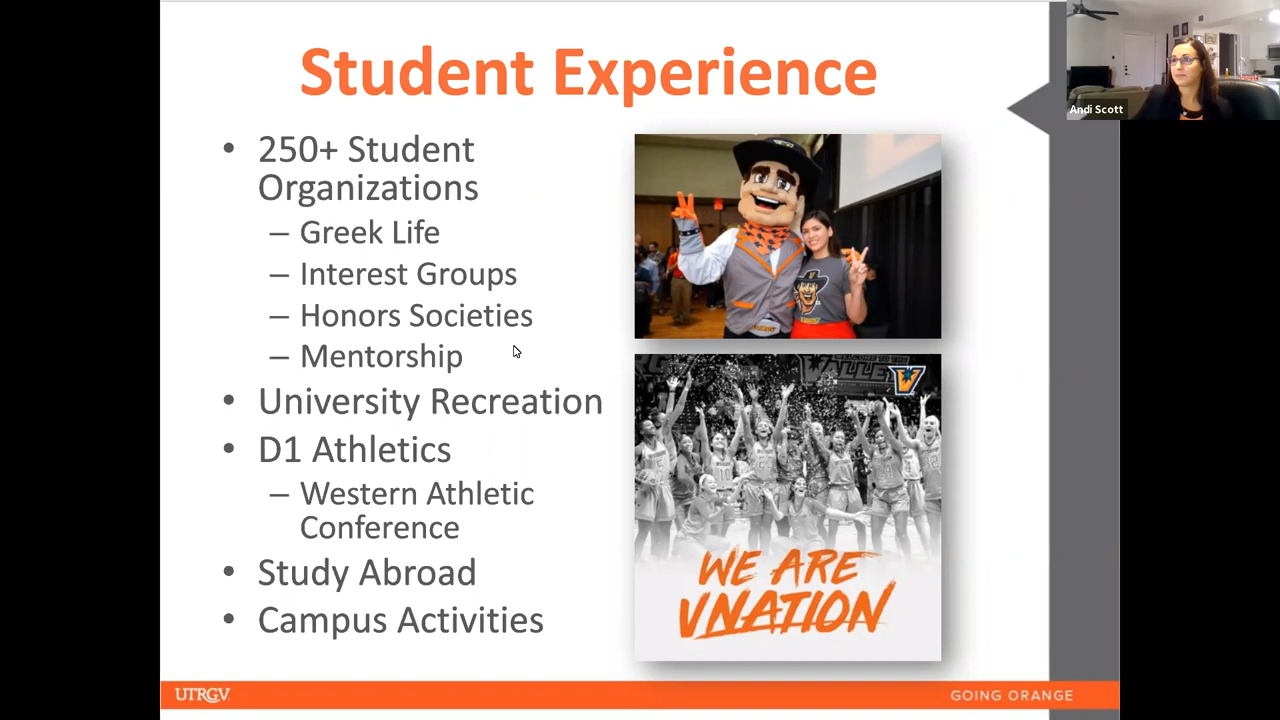 Student Experience
• 250+ Student
Organizations
– Greek Life
– Interest Groups
– Honors Societies
– Mentorship
• University Recreation
• D1 Athletics
– Western Athletic
Conference
• Study Abroad
• Campus Activities
VALLEY
V
WE ARE
VNATION
UTRGV
GOING ORANGE
Andi Scott